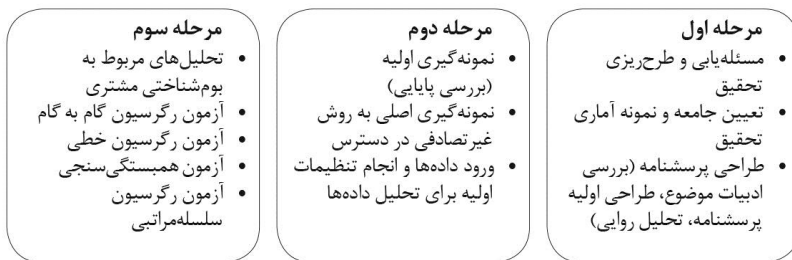 مرحله اول
• مسئله‌یابی و طرح‌ریزی
تحقیق
• تعیین جامعه و نمونه آماری
تحقیق
• طراحی پرسشنامه (بررسی
ادبیات موضوع، طراحی اولیه
پرسشنامه، تحلیل روایی)
مرحله دوم
• نمونه‌گیری اولیه
(بررسی پایایی)
• نمونه‌گیری اصلی به روش
غیرتصادفی در دسترس
• ورود داده‌ها و انجام تنظیمات
اولیه برای تحلیل داده‌ها
مرحله سوم
• تحلیل‌های مربوط به
بوم‌شناختی مشتری
• آزمون رگرسیون گام به گام
• آزمون رگرسیون خطی
• آزمون همبستگی‌سنجی
• آزمون رگرسیون
سلسله‌مراتبی